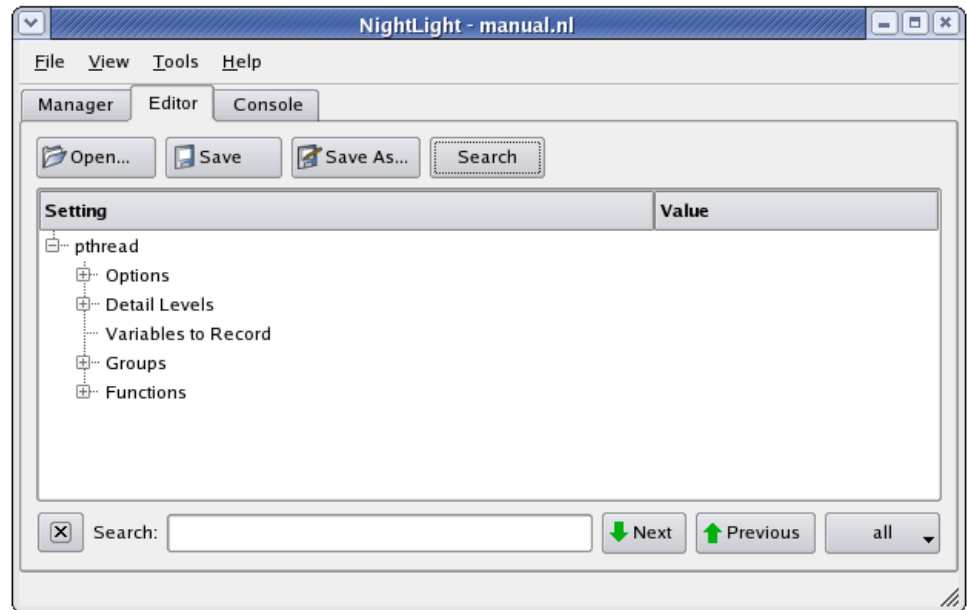 NightLight - manual.nl
File View Tools Help
Manager Editor Console
Open... Save Save As... Search
Setting Value
pthread
Options
Detail Levels
Variables to Record
Groups
Functions
Search: Next Previous all